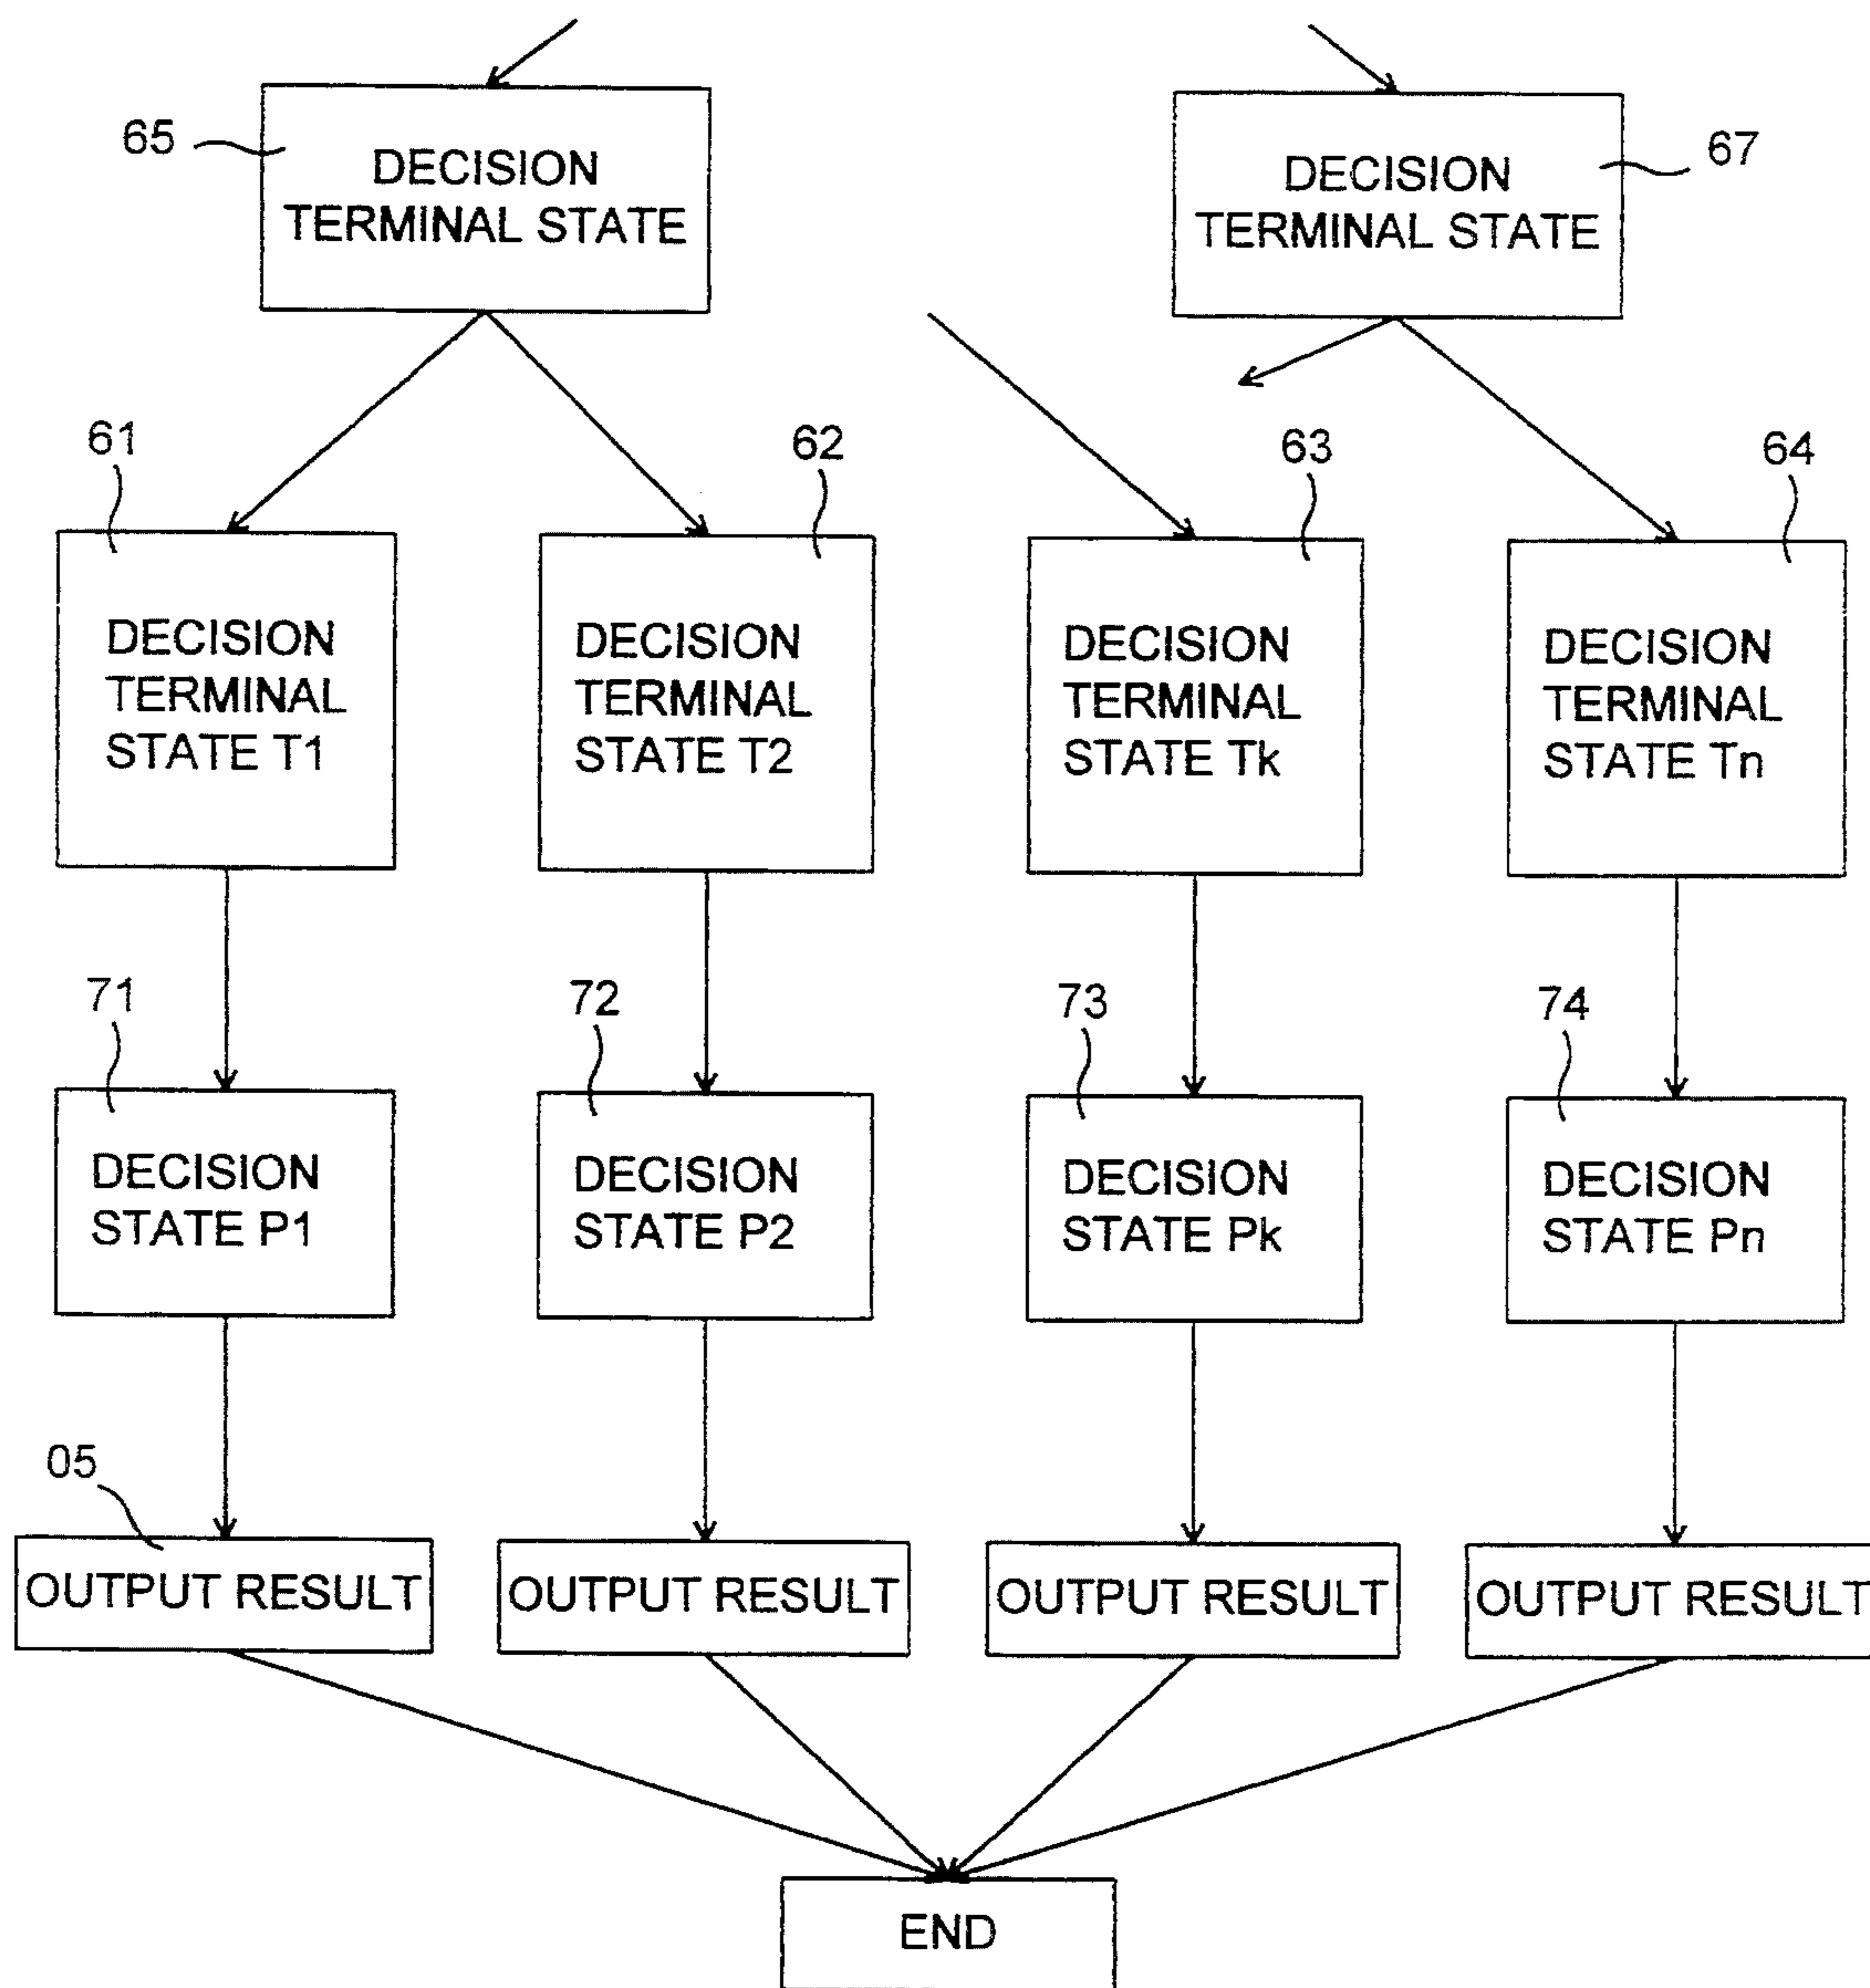 65
DECISION
TERMINAL STATE
DECISION
TERMINAL STATE
67
61
62
63
64
DECISION
TERMINAL
STATE T1
DECISION
TERMINAL
STATE T2
DECISION
TERMINAL
STATE Tk
DECISION
TERMINAL
STATE Tn
71
72
73
74
DECISION
STATE P1
DECISION
STATE P2
DECISION
STATE Pk
DECISION
STATE Pn
05
OUTPUT RESULT
OUTPUT RESULT
OUTPUT RESULT
OUTPUT RESULT
END